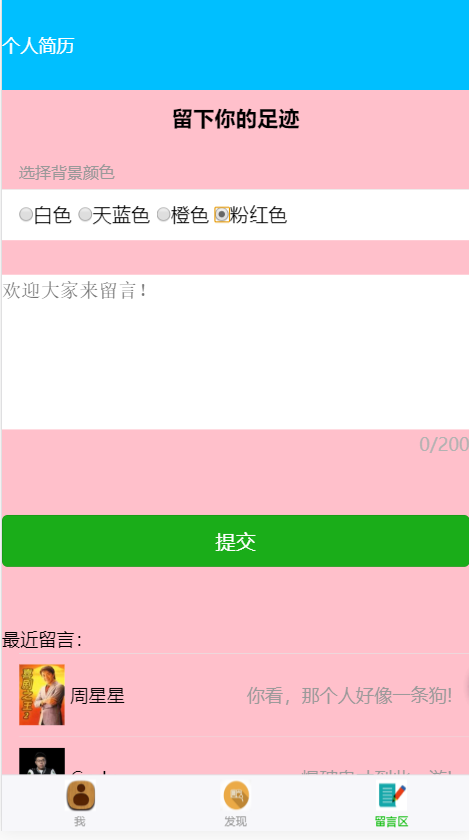 个人简历
留下你的足迹
选择背景颜色
白色 天蓝色 橙色 粉红色
欢迎大家来留言！
0/200
提交
最近留言：
周星星 你看，那个人好像一条狗!
我 发现 留言区